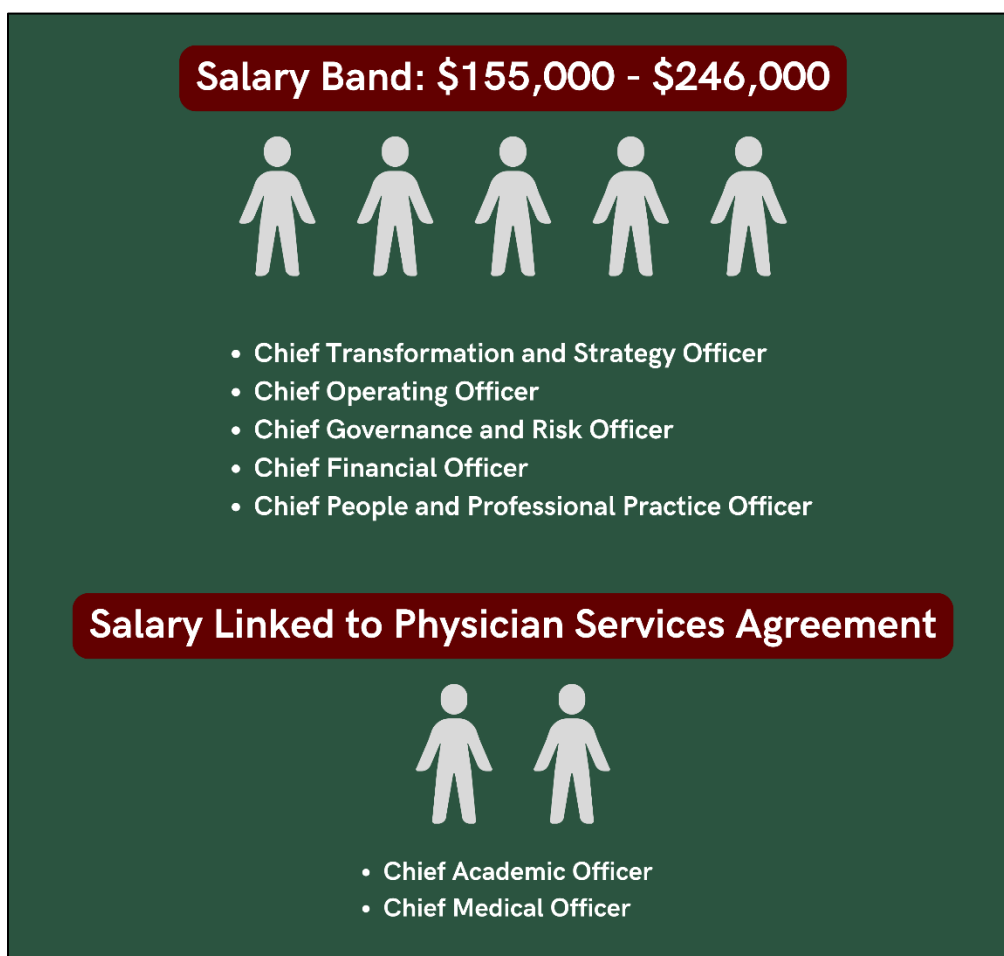 Salary Band: $155,000 - $246,000
• Chief Transformation and Strategy Officer
• Chief Operating Officer
• Chief Governance and Risk Officer
• Chief Financial Officer
• Chief People and Professional Practice Officer
Salary Linked to Physician Services Agreement
• Chief Academic Officer
• Chief Medical Officer